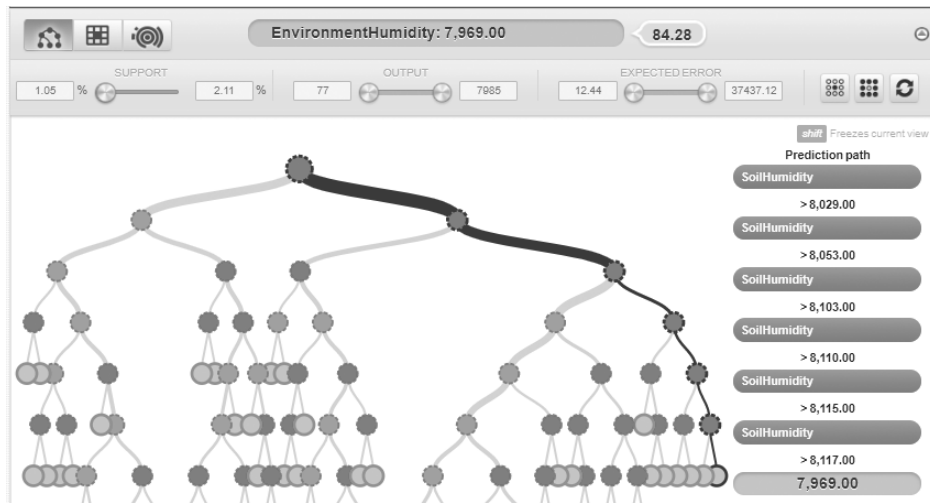 EnvironmentHumidity: 7,969.00
84.28
SUPPORT
OUTPUT
EXPECTED ERROR
1.05 % 2.11 % 77 7985 12.44 37437.12
shift Freezes current view
Prediction path
SoilHumidity
> 8,029.00
SoilHumidity
> 8,053.00
SoilHumidity
> 8,103.00
SoilHumidity
> 8,110.00
SoilHumidity
> 8,115.00
SoilHumidity
> 8,117.00
7,969.00